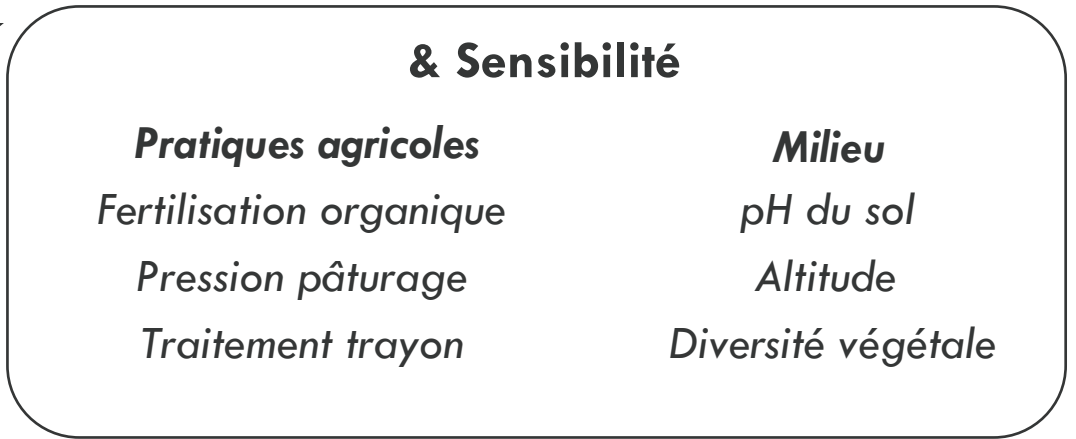 & Sensibilité
Pratiques agricoles
Fertilisation organique
Pression pâturage
Traitement trayon
Milieu
pH du sol
Altitude
Diversité végétale